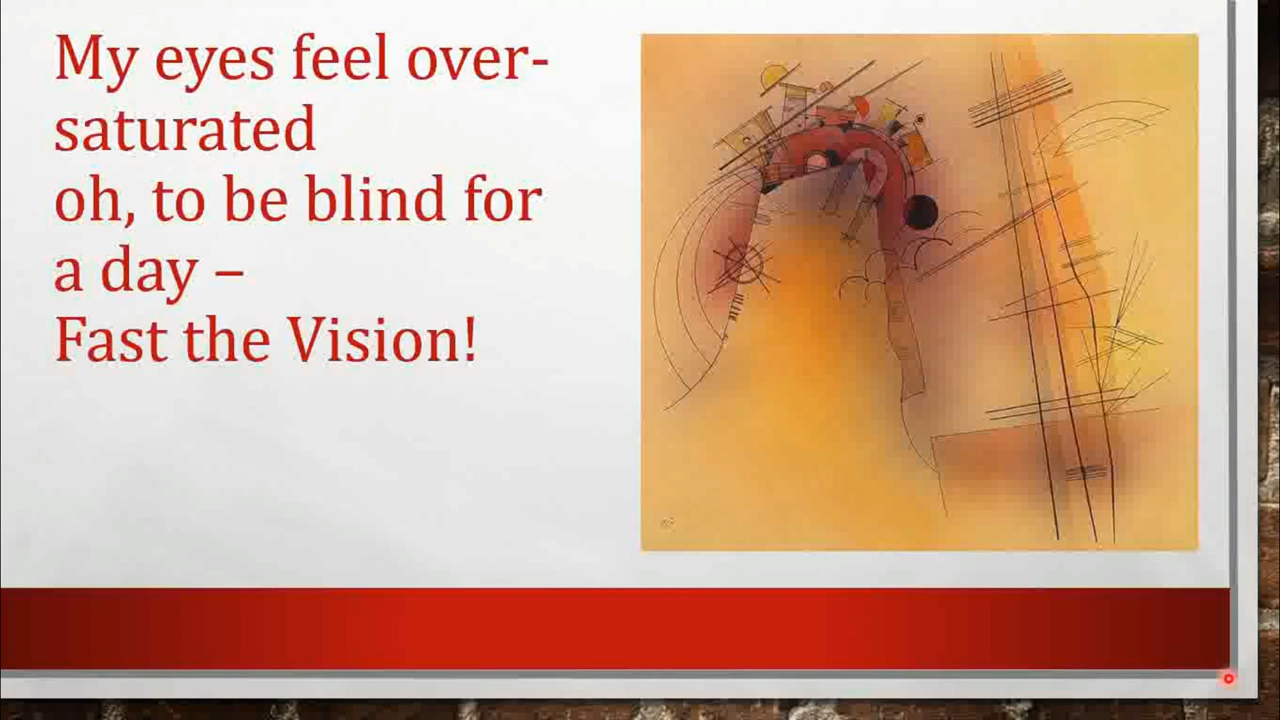 My eyes feel over-
saturated
oh, to be blind for
a day –
Fast the Vision!